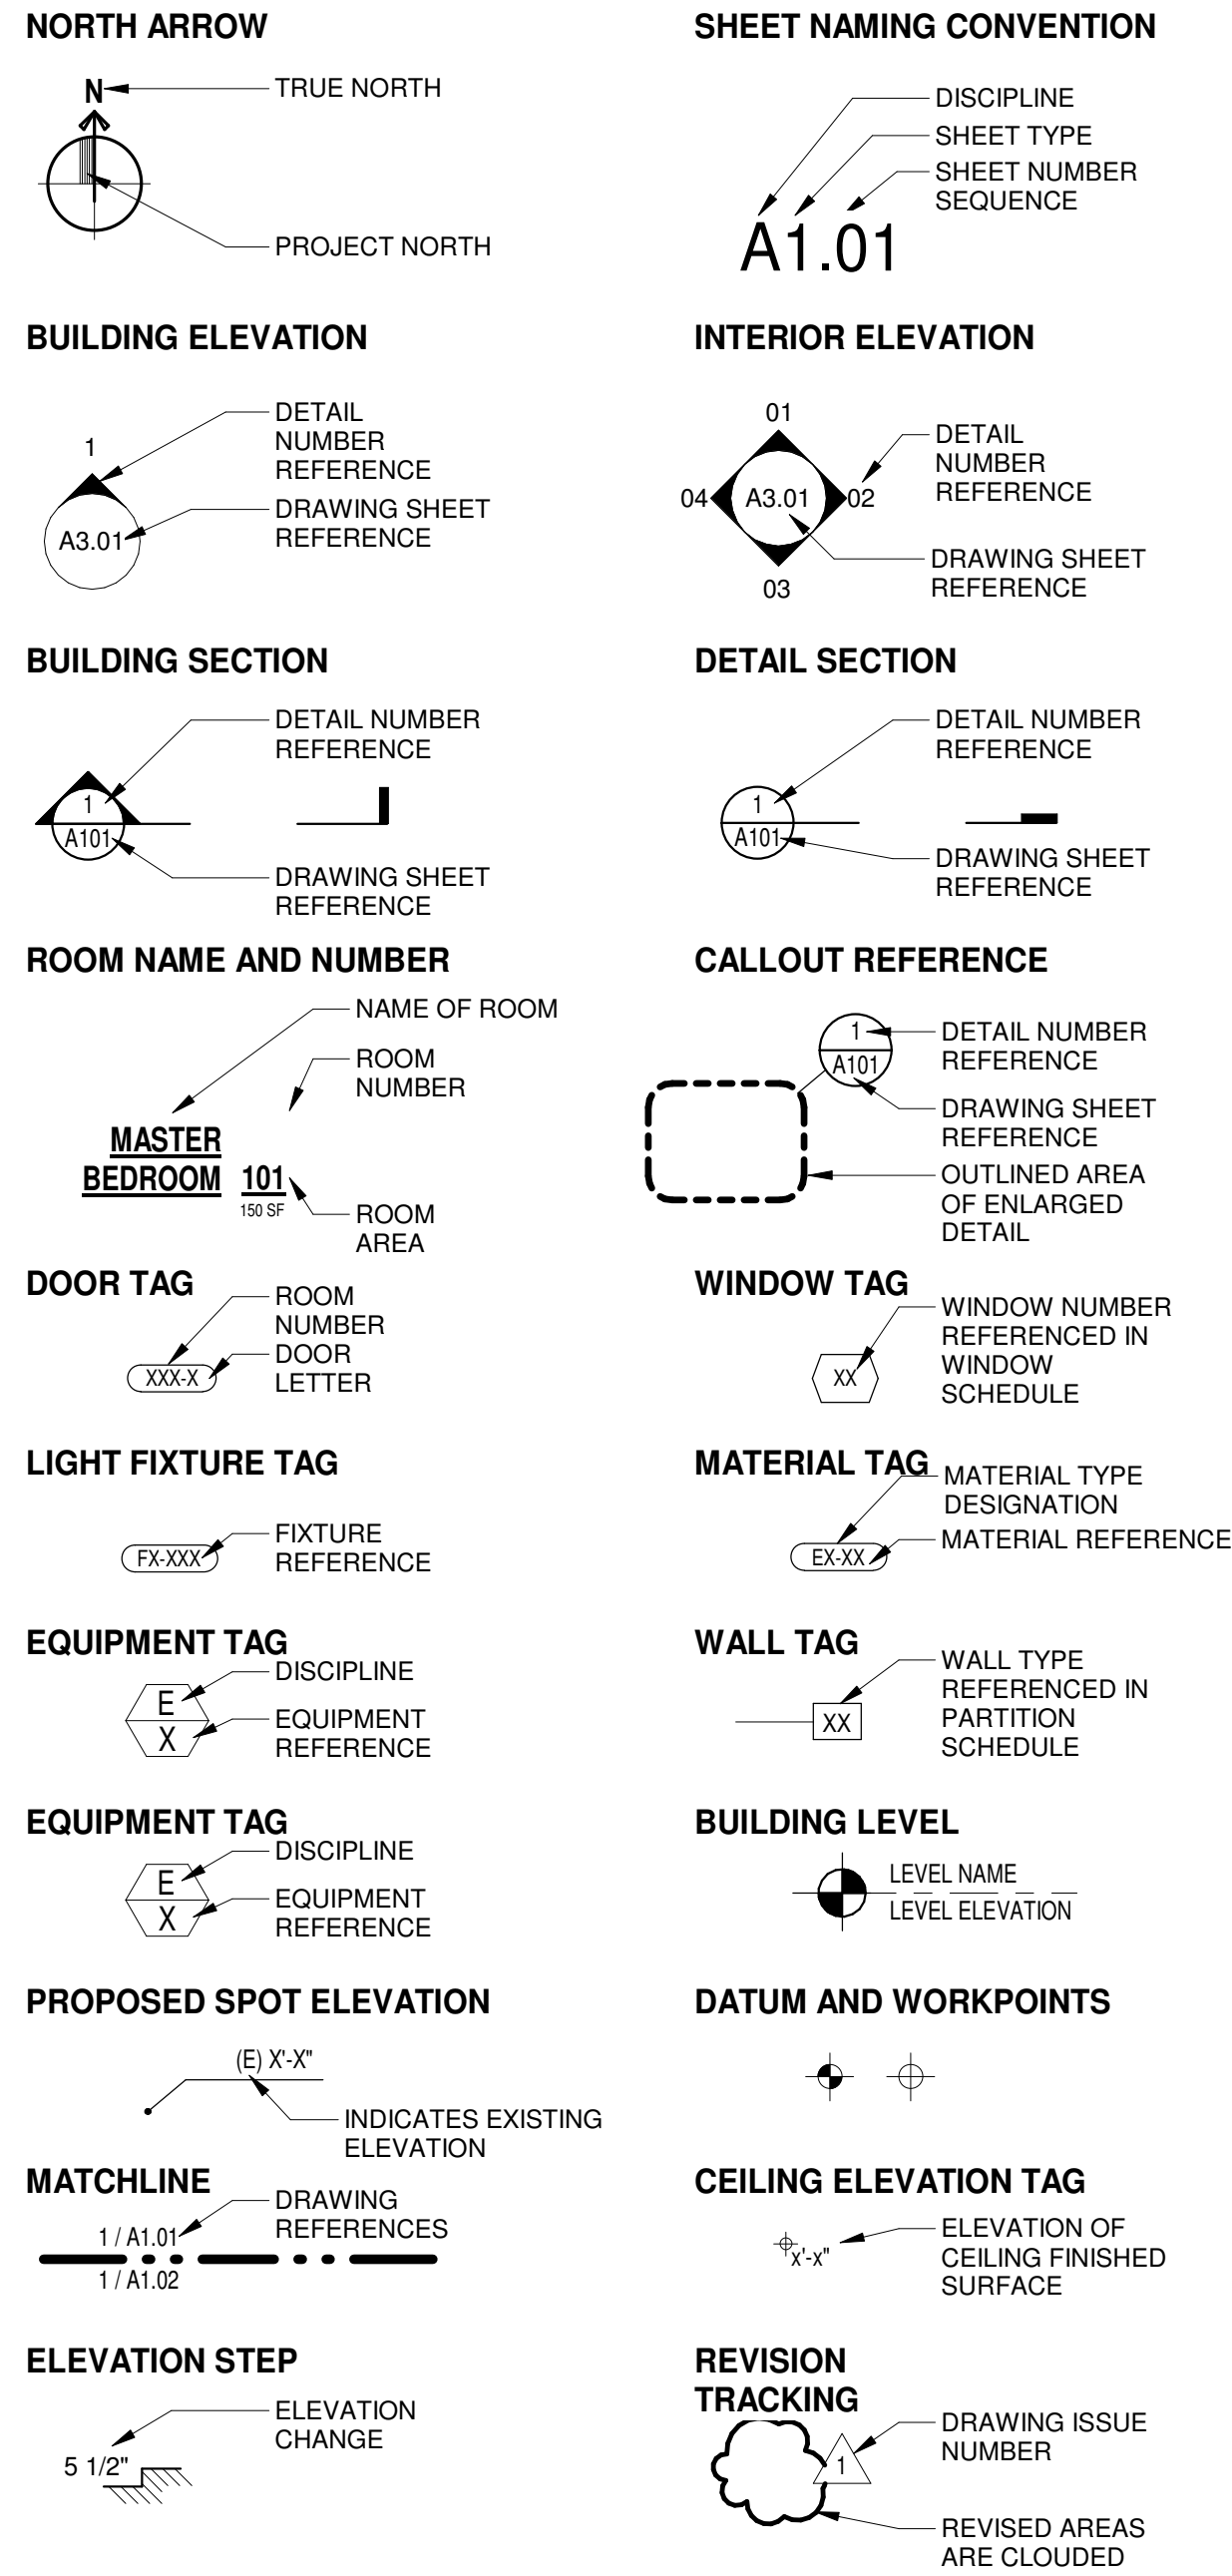 NORTH ARROW
N
TRUE NORTH
PROJECT NORTH
SHEET NAMING CONVENTION
DISCIPLINE
SHEET TYPE
SHEET NUMBER
SEQUENCE
A1.01
BUILDING ELEVATION
1
A3.01
DETAIL
NUMBER
REFERENCE
DRAWING SHEET
REFERENCE
INTERIOR ELEVATION
01
04
A3.01
02
03
DETAIL
NUMBER
REFERENCE
DRAWING SHEET
REFERENCE
BUILDING SECTION
DETAIL NUMBER
REFERENCE
1
A101
DRAWING SHEET
REFERENCE
DETAIL SECTION
DETAIL NUMBER
REFERENCE
1
A101
DRAWING SHEET
REFERENCE
ROOM NAME AND NUMBER
NAME OF ROOM
ROOM
NUMBER
MASTER
BEDROOM 101
150 SF
ROOM
AREA
CALLOUT REFERENCE
1
A101
DETAIL NUMBER
REFERENCE
DRAWING SHEET
REFERENCE
OUTLINED AREA
OF ENLARGED
DETAIL
DOOR TAG
ROOM
NUMBER
DOOR
LETTER
XXX-X
WINDOW TAG
WINDOW NUMBER
REFERENCED IN
WINDOW
SCHEDULE
XX
LIGHT FIXTURE TAG
FX-XXX
FIXTURE
REFERENCE
MATERIAL TAG
MATERIAL TYPE
DESIGNATION
MATERIAL REFERENCE
EX-XX
EQUIPMENT TAG
DISCIPLINE
E
X
EQUIPMENT
REFERENCE
WALL TAG
WALL TYPE
REFERENCED IN
PARTITION
SCHEDULE
XX
EQUIPMENT TAG
DISCIPLINE
E
X
EQUIPMENT
REFERENCE
BUILDING LEVEL
LEVEL NAME
LEVEL ELEVATION
PROPOSED SPOT ELEVATION
(E) X'-X"
INDICATES EXISTING
ELEVATION
DATUM AND WORKPOINTS
MATCHLINE
DRAWING
REFERENCES
1 / A1.01
1 / A1.02
CEILING ELEVATION TAG
x'-x"
ELEVATION OF
CEILING FINISHED
SURFACE
ELEVATION STEP
ELEVATION
CHANGE
5 1/2"
REVISION
TRACKING
1
DRAWING ISSUE
NUMBER
REVISED AREAS
ARE CLOUDED